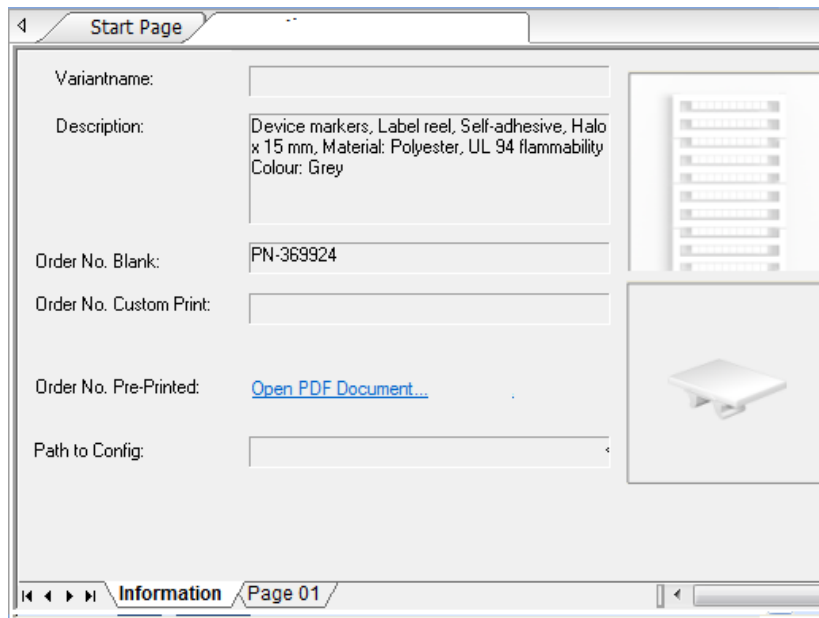 Start Page
Variantname:
Description:
Device markers, Label reel, Self-adhesive, Halo
x 15 mm, Material: Polyester, UL 94 flammability
Colour: Grey
Order No. Blank:
PN-369924
Order No. Custom Print:
Order No. Pre-Printed:
Open PDF Document...
Path to Config:
Information
Page 01